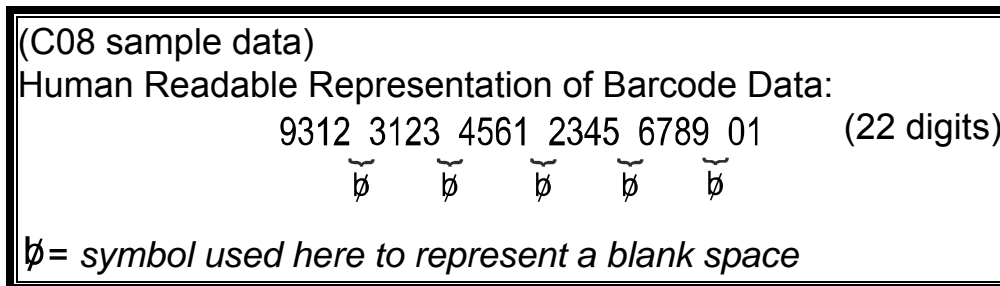 (C08 sample data)
Human Readable Representation of Barcode Data:
9312 3123 4561 2345 6789 01 (22 digits)
b̸ b̸ b̸ b̸ b̸
b̸ = symbol used here to represent a blank space